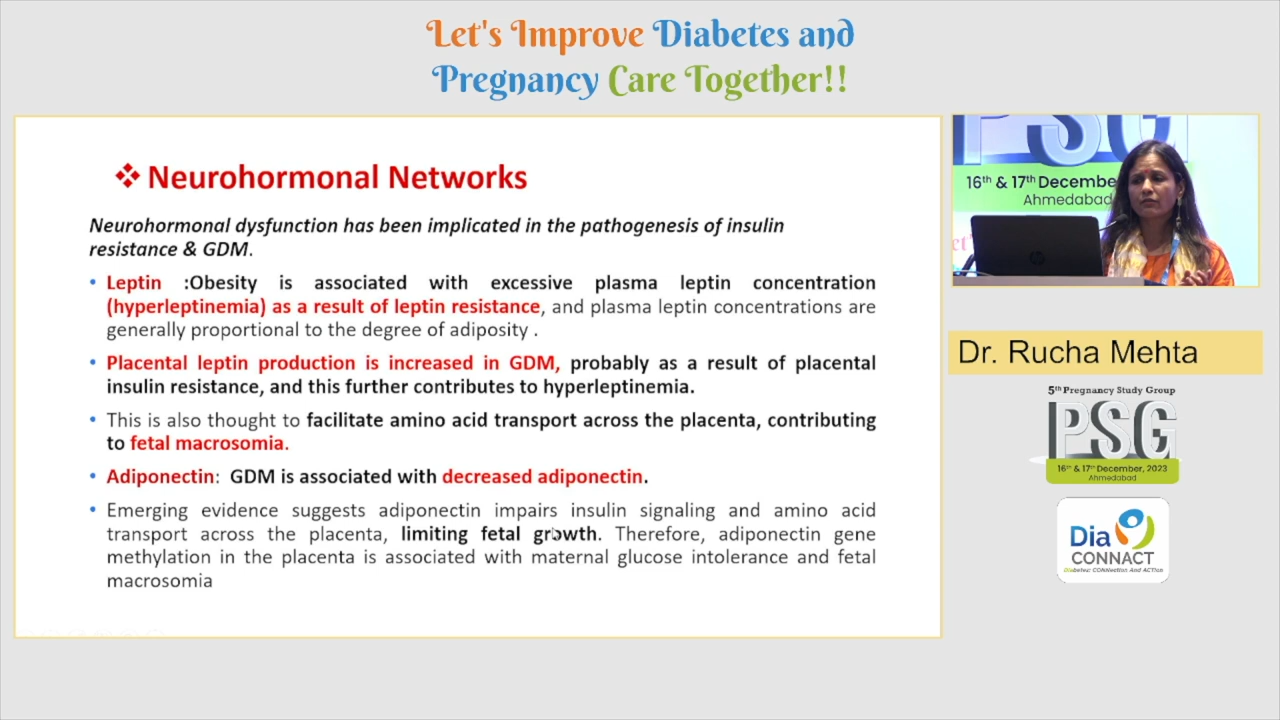 Let's Improve Diabetes and
Pregnancy Care Together!!
❖ Neurohormonal Networks
Neurohormonal dysfunction has been implicated in the pathogenesis of insulin
resistance & GDM.
• Leptin :Obesity is associated with excessive plasma leptin concentration
(hyperleptinemia) as a result of leptin resistance, and plasma leptin concentrations are
generally proportional to the degree of adiposity .
• Placental leptin production is increased in GDM, probably as a result of placental
insulin resistance, and this further contributes to hyperleptinemia.
• This is also thought to facilitate amino acid transport across the placenta, contributing
to fetal macrosomia.
• Adiponectin: GDM is associated with decreased adiponectin.
• Emerging evidence suggests adiponectin impairs insulin signaling and amino acid
transport across the placenta, limiting fetal growth. Therefore, adiponectin gene
methylation in the placenta is associated with maternal glucose intolerance and fetal
macrosomia
PSG
16th & 17th Decembe
Ahmedabad
et'
Dr. Rucha Mehta
5th Pregnancy Study Group
PSG
16th & 17th December, 2023
Ahmedabad
Dia
CONNACT
Diabetes: CONNection And ACTion